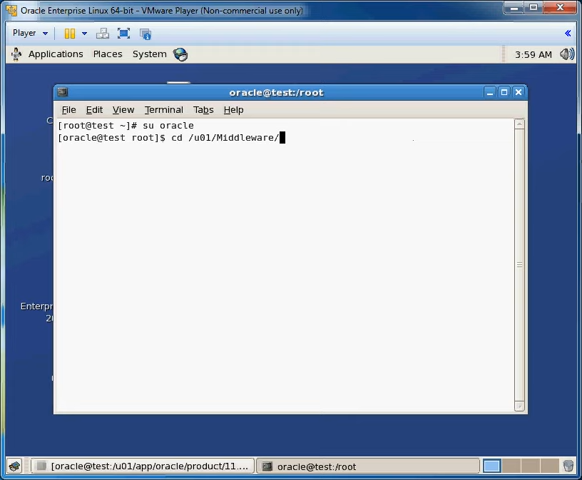 Oracle Enterprise Linux 64-bit - VMware Player (Non-commercial use only)
Player
Applications Places System 3:59 AM
oracle@test:/root
File Edit View Terminal Tabs Help
[root@test ~]# su oracle
[oracle@test root]$ cd /u01/Middleware/
Enterpr
[oracle@test:/u01/app/oracle/product/11....
oracle@test:/root